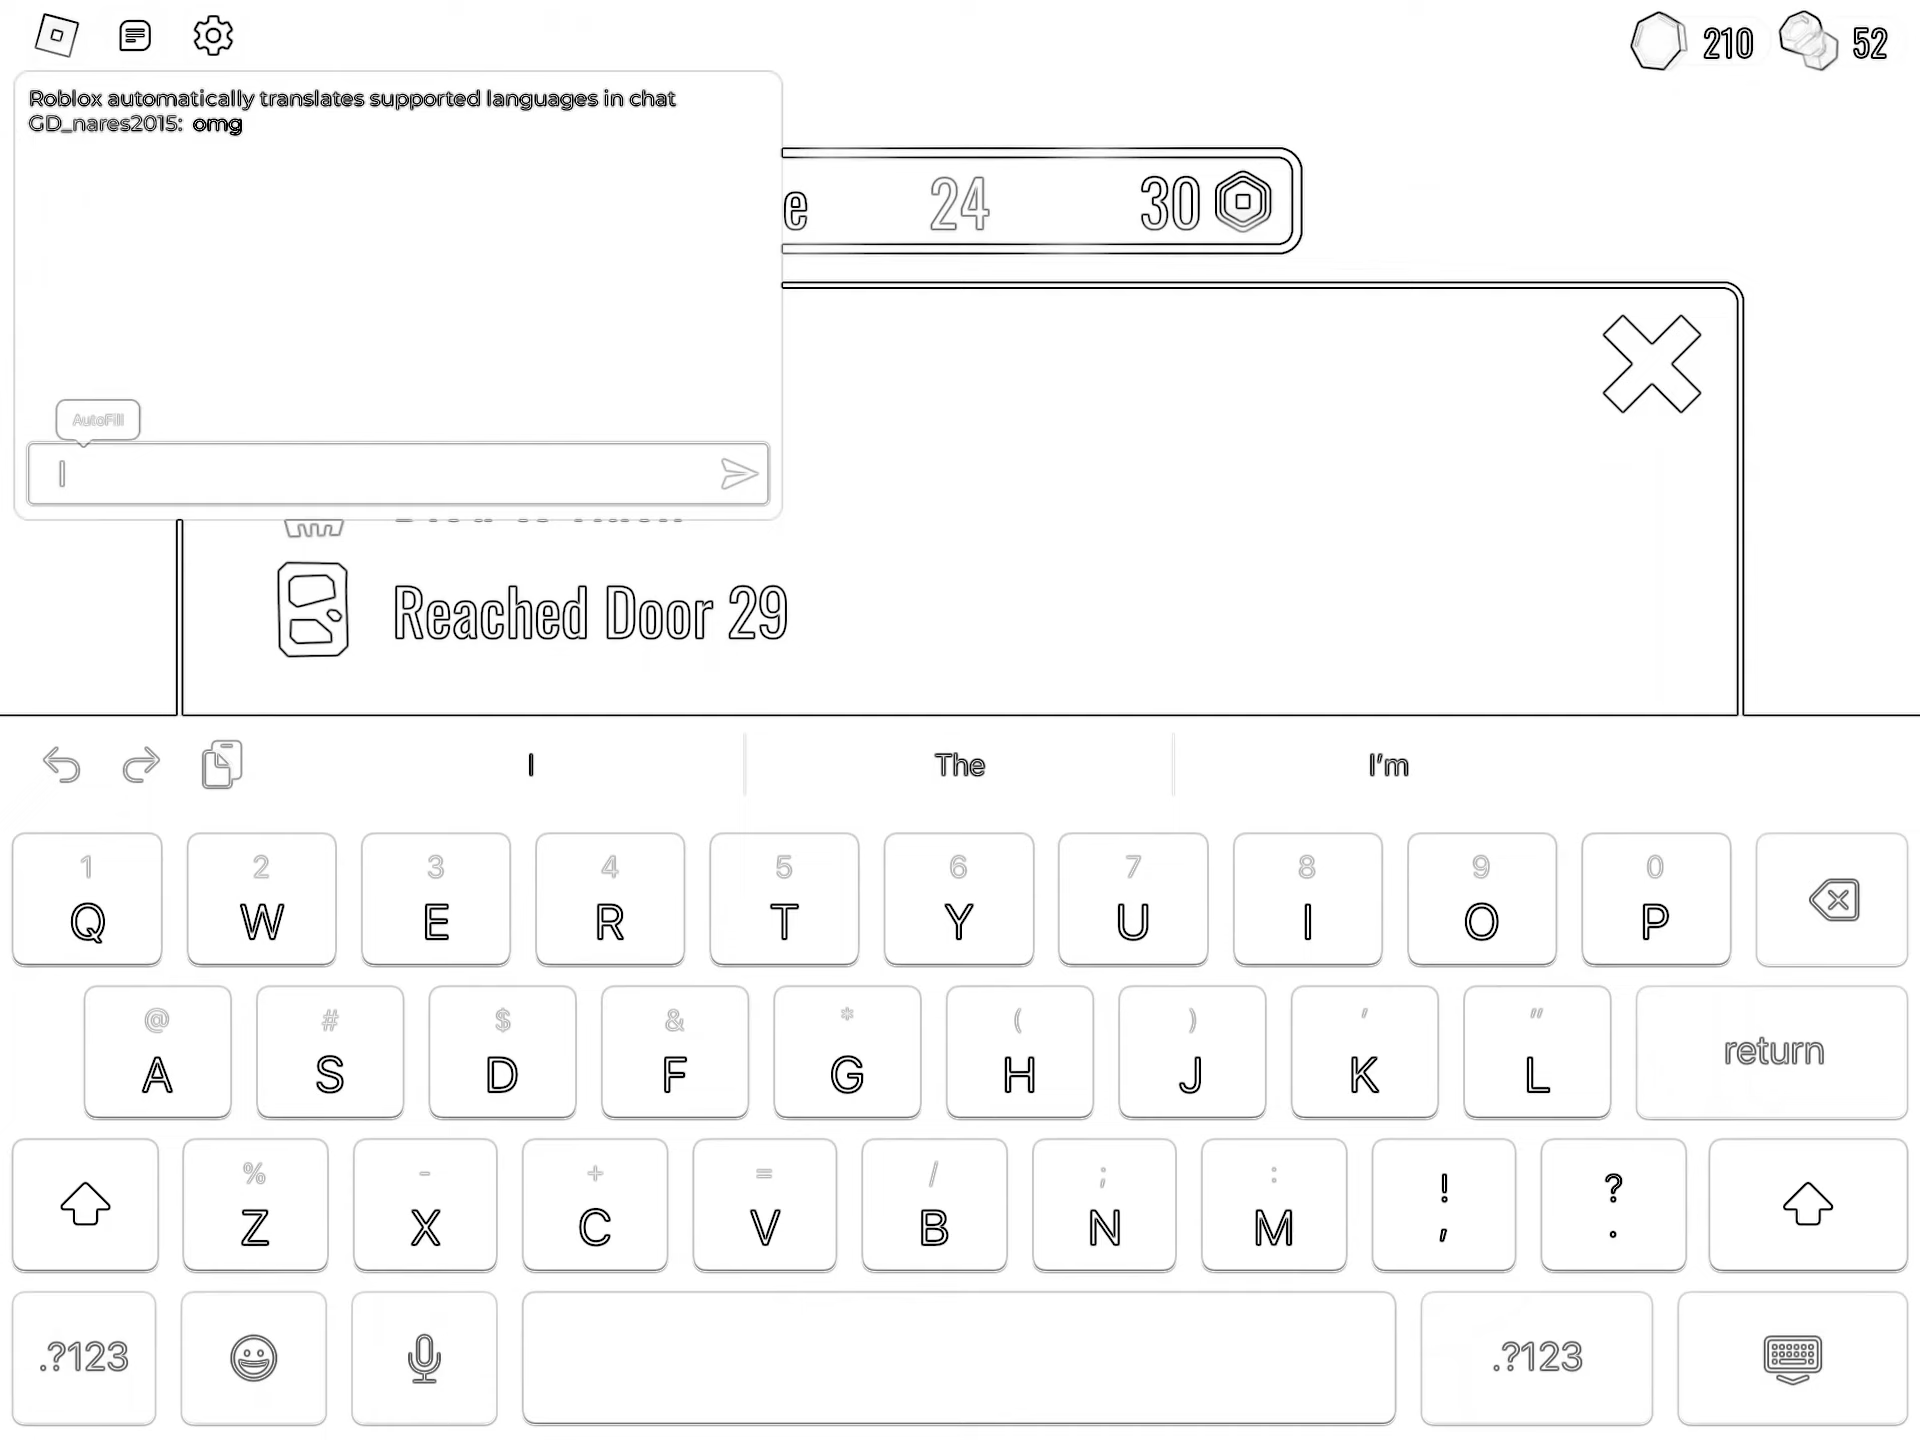 210 52
Roblox automatically translates supported languages in chat
GD_nares2015: omg
e 24 30
AutoFill
Reached Door 29
I The I'm
1 2 3 4 5 6 7 8 9 0
Q W E R T Y U I O P
@ # $ & * ( ) ' "
A S D F G H J K L return
% - + = / ; : ! ?
Z X C V B N M , .
.?123 .?123